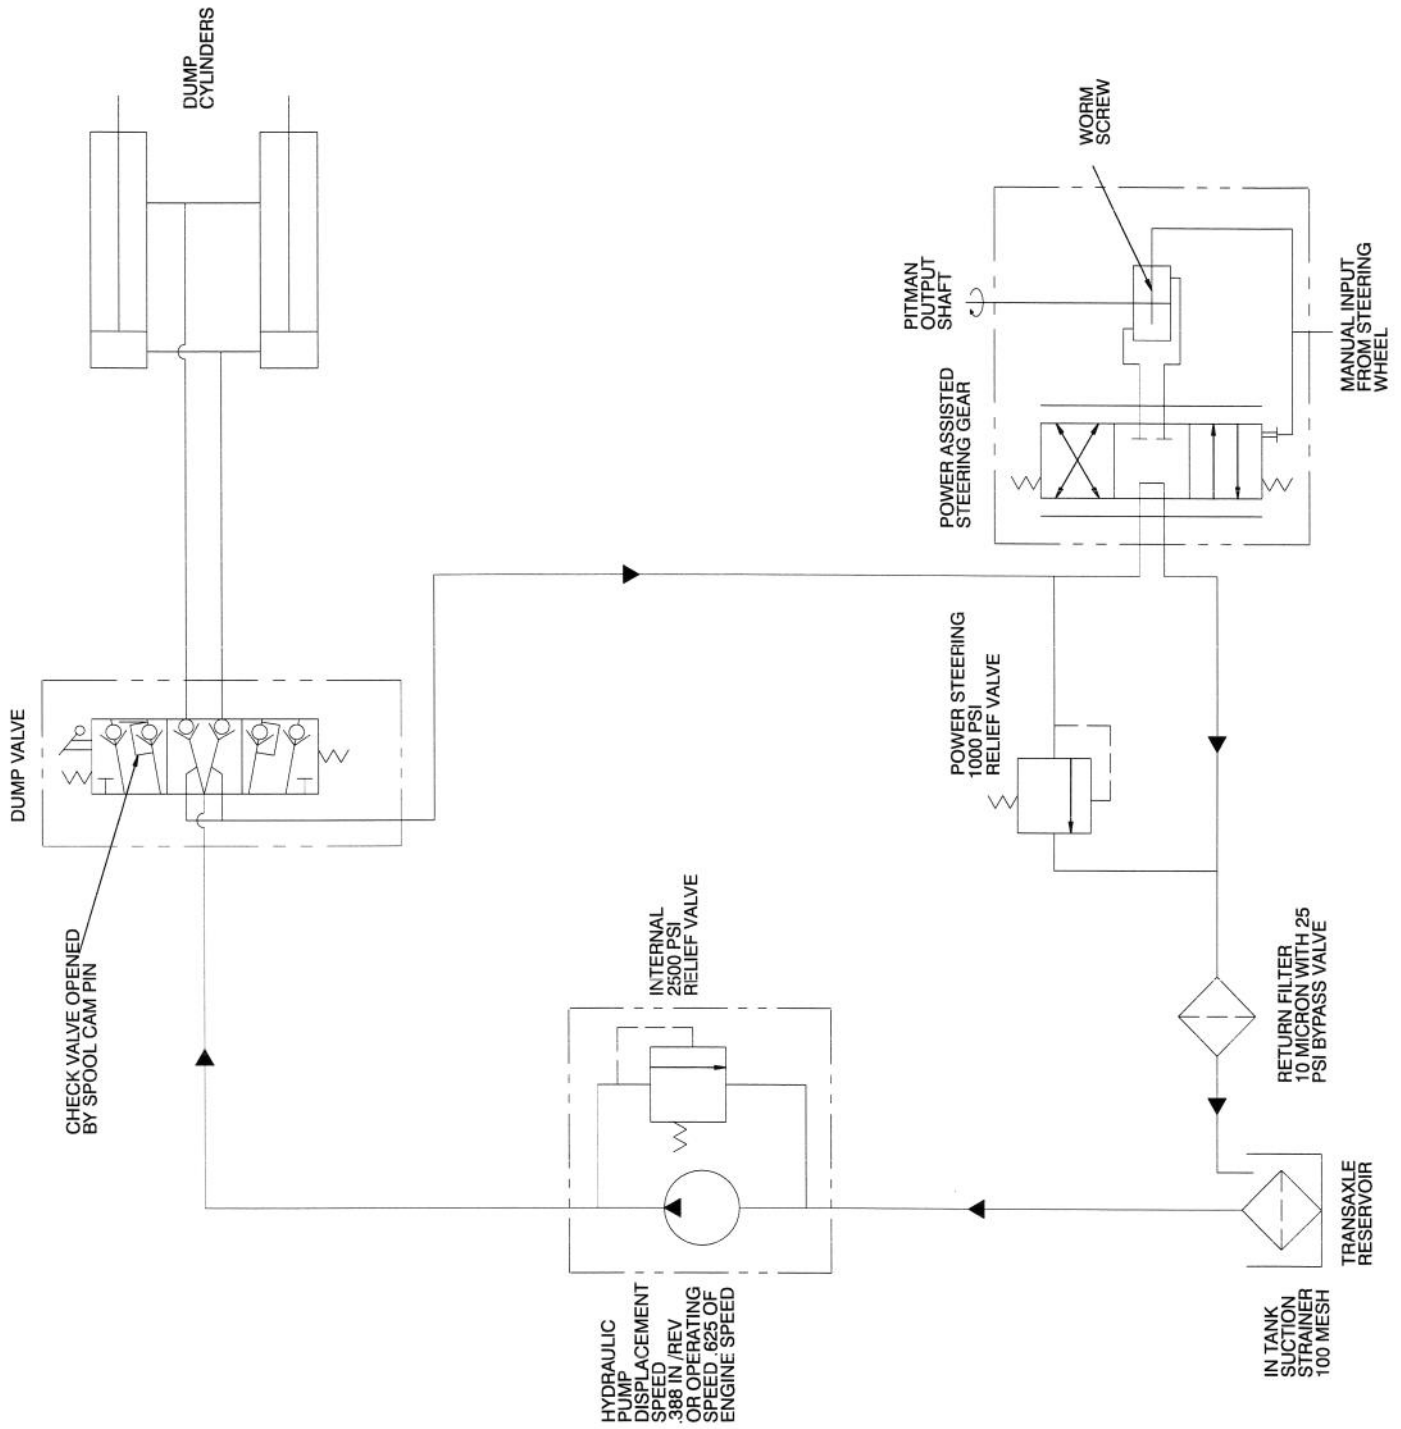 DUMP
CYLINDERS
DUMP VALVE
CHECK VALVE OPENED
BY SPOOL CAM PIN
WORM
SCREW
PITMAN
OUTPUT
SHAFT
MANUAL INPUT
FROM STEERING
WHEEL
POWER ASSISTED
STEERING GEAR
POWER STEERING
1000 PSI
RELIEF VALVE
INTERNAL
2500 PSI
RELIEF VALVE
RETURN FILTER
10 MICRON WITH 25
PSI BYPASS VALVE
HYDRAULIC
PUMP
DISPLACEMENT
SPEED
.388 IN /REV
OR OPERATING
SPEED .625 OF
ENGINE SPEED
TRANSAXLE
RESERVOIR
IN TANK
SUCTION
STRAINER
100 MESH